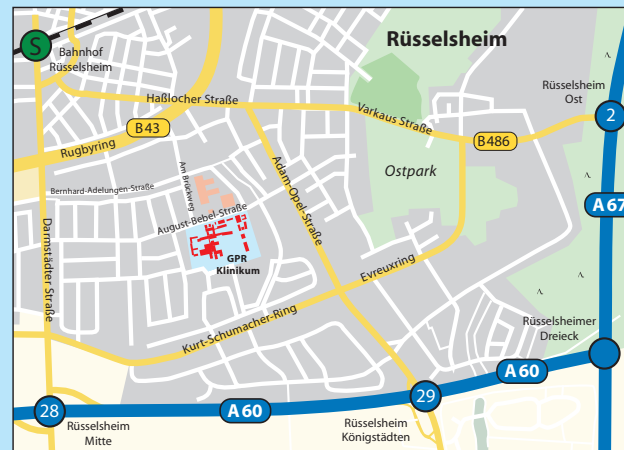 S
Bahnhof
Rüsselsheim
Rüsselsheim
Rüsselsheim
Ost
2
Haßlocher Straße
Varkaus Straße
B43
B486
Rugbyring
Ostpark
Am Brückweg
Adam-Opel-Straße
Bernhard-Adelungen-Straße
A67
August-Bebel-Straße
Darmstädter Straße
GPR
Klinikum
Evreuxring
Kurt-Schumacher-Ring
Rüsselsheimer
Dreieck
A60
28
A60
29
Rüsselsheim
Mitte
Rüsselsheim
Königstädten